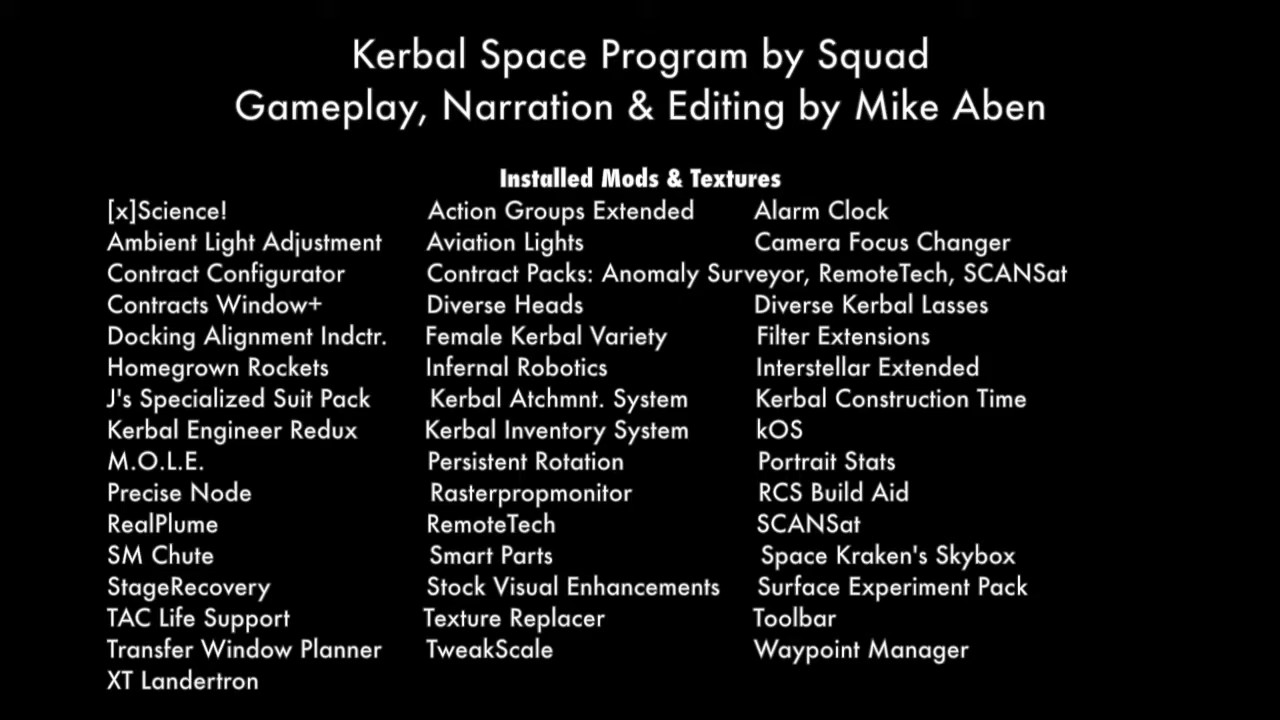 Kerbal Space Program by Squad
Gameplay, Narration & Editing by Mike Aben
Installed Mods & Textures
[x]Science! Action Groups Extended Alarm Clock
Ambient Light Adjustment Aviation Lights Camera Focus Changer
Contract Configurator Contract Packs: Anomaly Surveyor, RemoteTech, SCANSat
Contracts Window+ Diverse Heads Diverse Kerbal Lasses
Docking Alignment Indctr. Female Kerbal Variety Filter Extensions
Homegrown Rockets Infernal Robotics Interstellar Extended
J's Specialized Suit Pack Kerbal Atchmnt. System Kerbal Construction Time
Kerbal Engineer Redux Kerbal Inventory System kOS
M.O.L.E. Persistent Rotation Portrait Stats
Precise Node Rasterpropmonitor RCS Build Aid
RealPlume RemoteTech SCANSat
SM Chute Smart Parts Space Kraken's Skybox
StageRecovery Stock Visual Enhancements Surface Experiment Pack
TAC Life Support Texture Replacer Toolbar
Transfer Window Planner TweakScale Waypoint Manager
XT Landertron